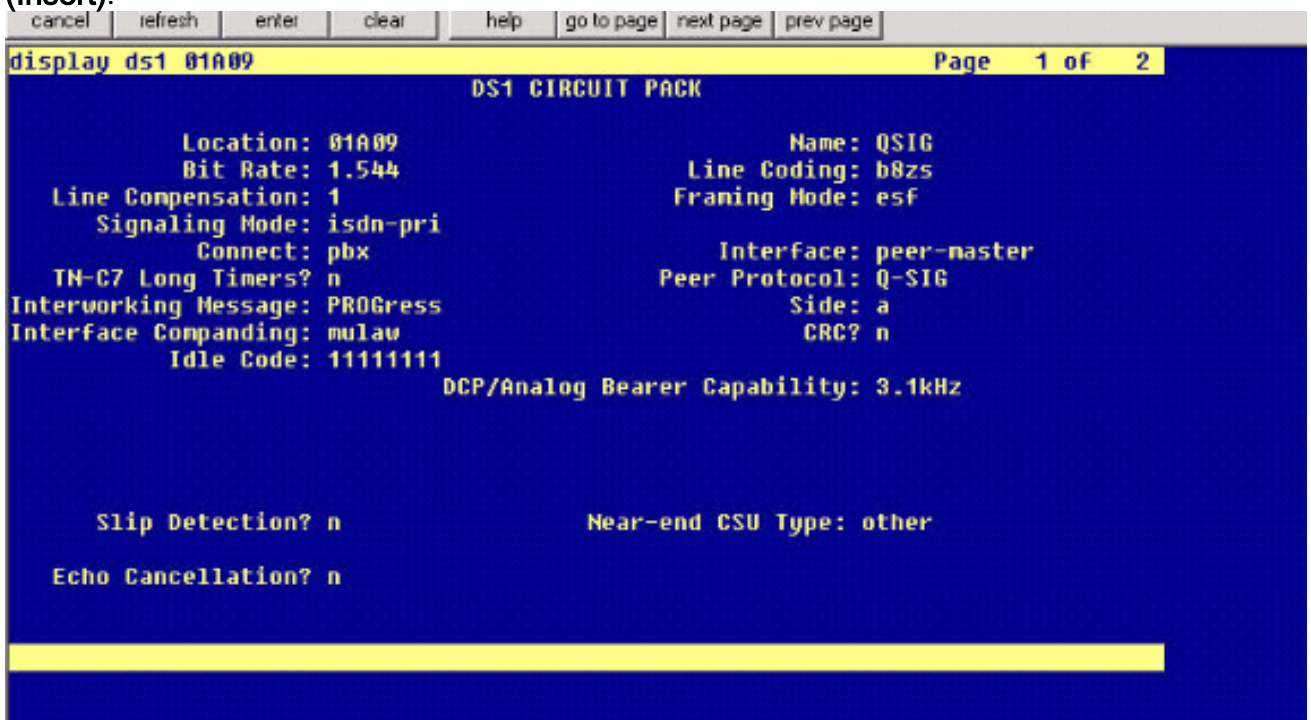 (Insert).
cancel refresh enter clear help go to page next page prev page
display ds1 01A09 Page 1 of 2
DS1 CIRCUIT PACK
Location: 01A09 Name: QSIG
Bit Rate: 1.544 Line Coding: b8zs
Line Compensation: 1 Framing Mode: esf
Signaling Mode: isdn-pri
Connect: pbx Interface: peer-master
TN-C7 Long Timers? n Peer Protocol: Q-SIG
Interworking Message: PROGress Side: a
Interface Companding: mulaw CRC? n
Idle Code: 11111111
DCP/Analog Bearer Capability: 3.1kHz
Slip Detection? n Near-end CSU Type: other
Echo Cancellation? n